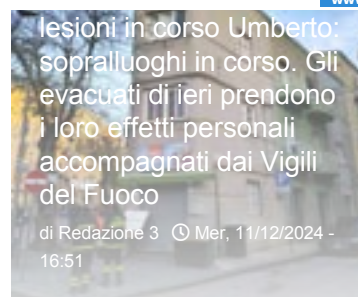 www
lesioni in corso Umberto:
sopralluoghi in corso. Gli
evacuati di ieri prendono
i loro effetti personali
accompagnati dai Vigili
del Fuoco
di Redazione 3 Mer, 11/12/2024 -
16:51